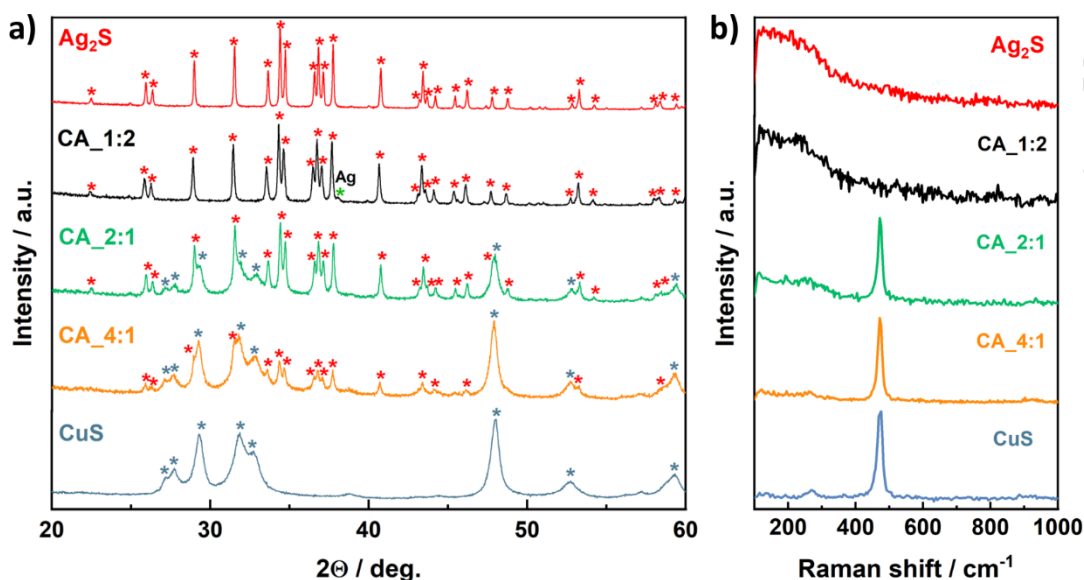 a)
Ag₂S
CA_1:2
Ag
CA_2:1
CA_4:1
CuS
Intensity / a.u.
20 30 40 50 60
2Θ / deg.
b)
Ag₂S
CA_1:2
CA_2:1
CA_4:1
CuS
Intensity / a.u.
200 400 600 800 1000
Raman shift / cm⁻¹